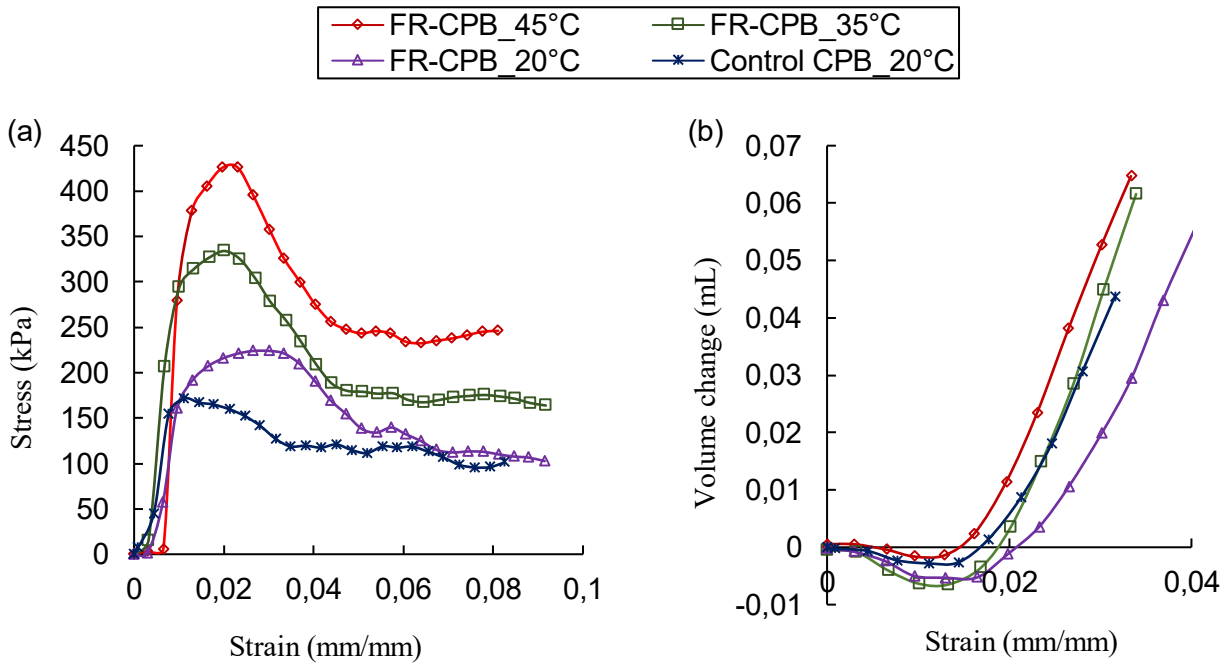 FR-CPB_45°C FR-CPB_35°C
FR-CPB_20°C Control CPB_20°C
(a)
450
400
350
300
250
200
150
100
50
0
0 0,02 0,04 0,06 0,08 0,1
Stress (kPa)
Strain (mm/mm)
(b)
0,07
0,06
0,05
0,04
0,03
0,02
0,01
0
-0,01
0 0,02 0,04
Volume change (mL)
Strain (mm/mm)